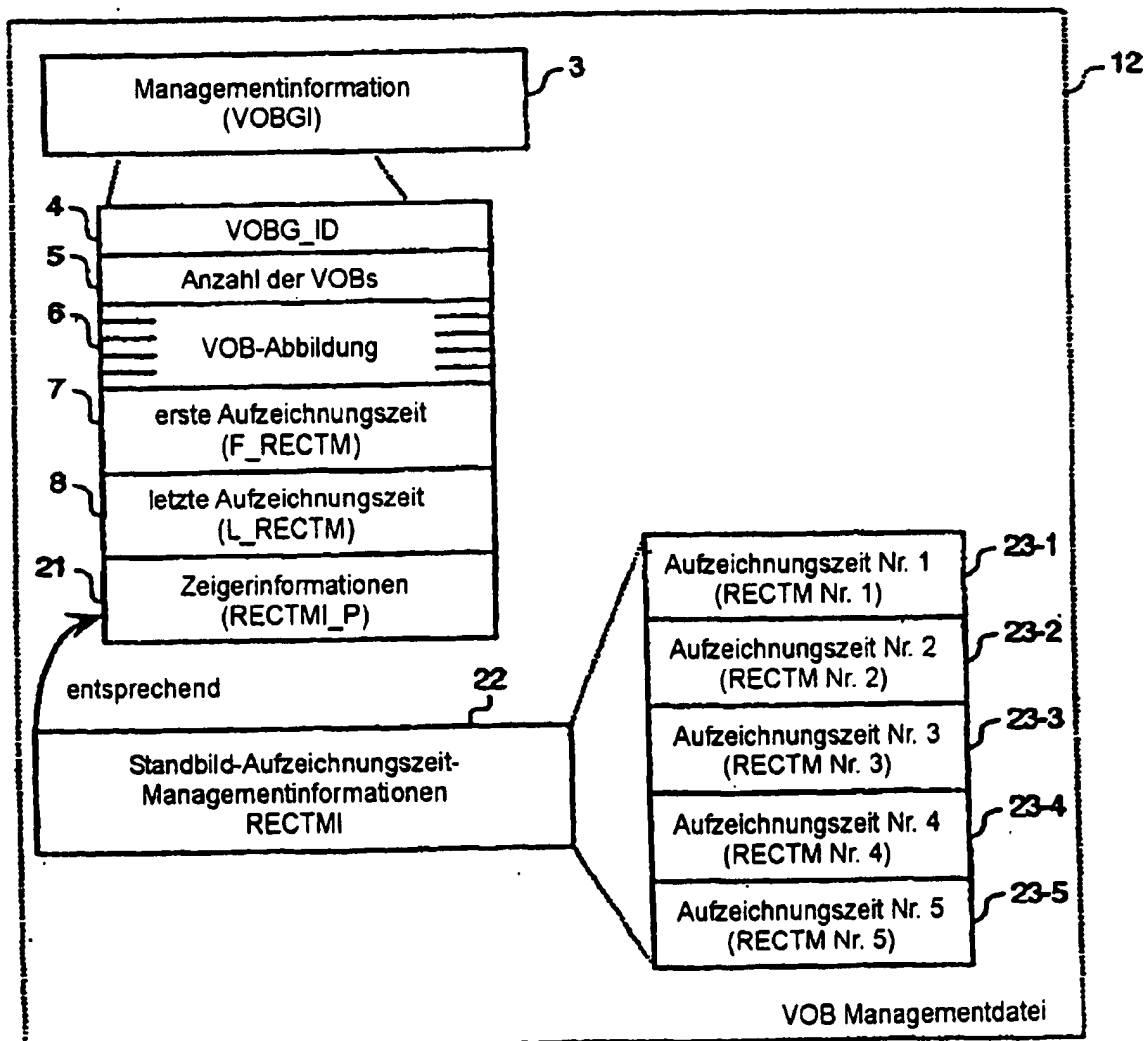 3
12
Managementinformation
(VOBGI)
4
VOBG_ID
5
Anzahl der VOBs
6
VOB-Abbildung
7
erste Aufzeichnungszeit
(F_RECTM)
8
letzte Aufzeichnungszeit
(L_RECTM)
21
Zeigerinformationen
(RECTMI_P)
entsprechend
22
Standbild-Aufzeichnungszeit-
Managementinformationen
RECTMI
Aufzeichnungszeit Nr. 1
(RECTM Nr. 1)
23-1
Aufzeichnungszeit Nr. 2
(RECTM Nr. 2)
23-2
Aufzeichnungszeit Nr. 3
(RECTM Nr. 3)
23-3
Aufzeichnungszeit Nr. 4
(RECTM Nr. 4)
23-4
Aufzeichnungszeit Nr. 5
(RECTM Nr. 5)
23-5
VOB Managementdatei